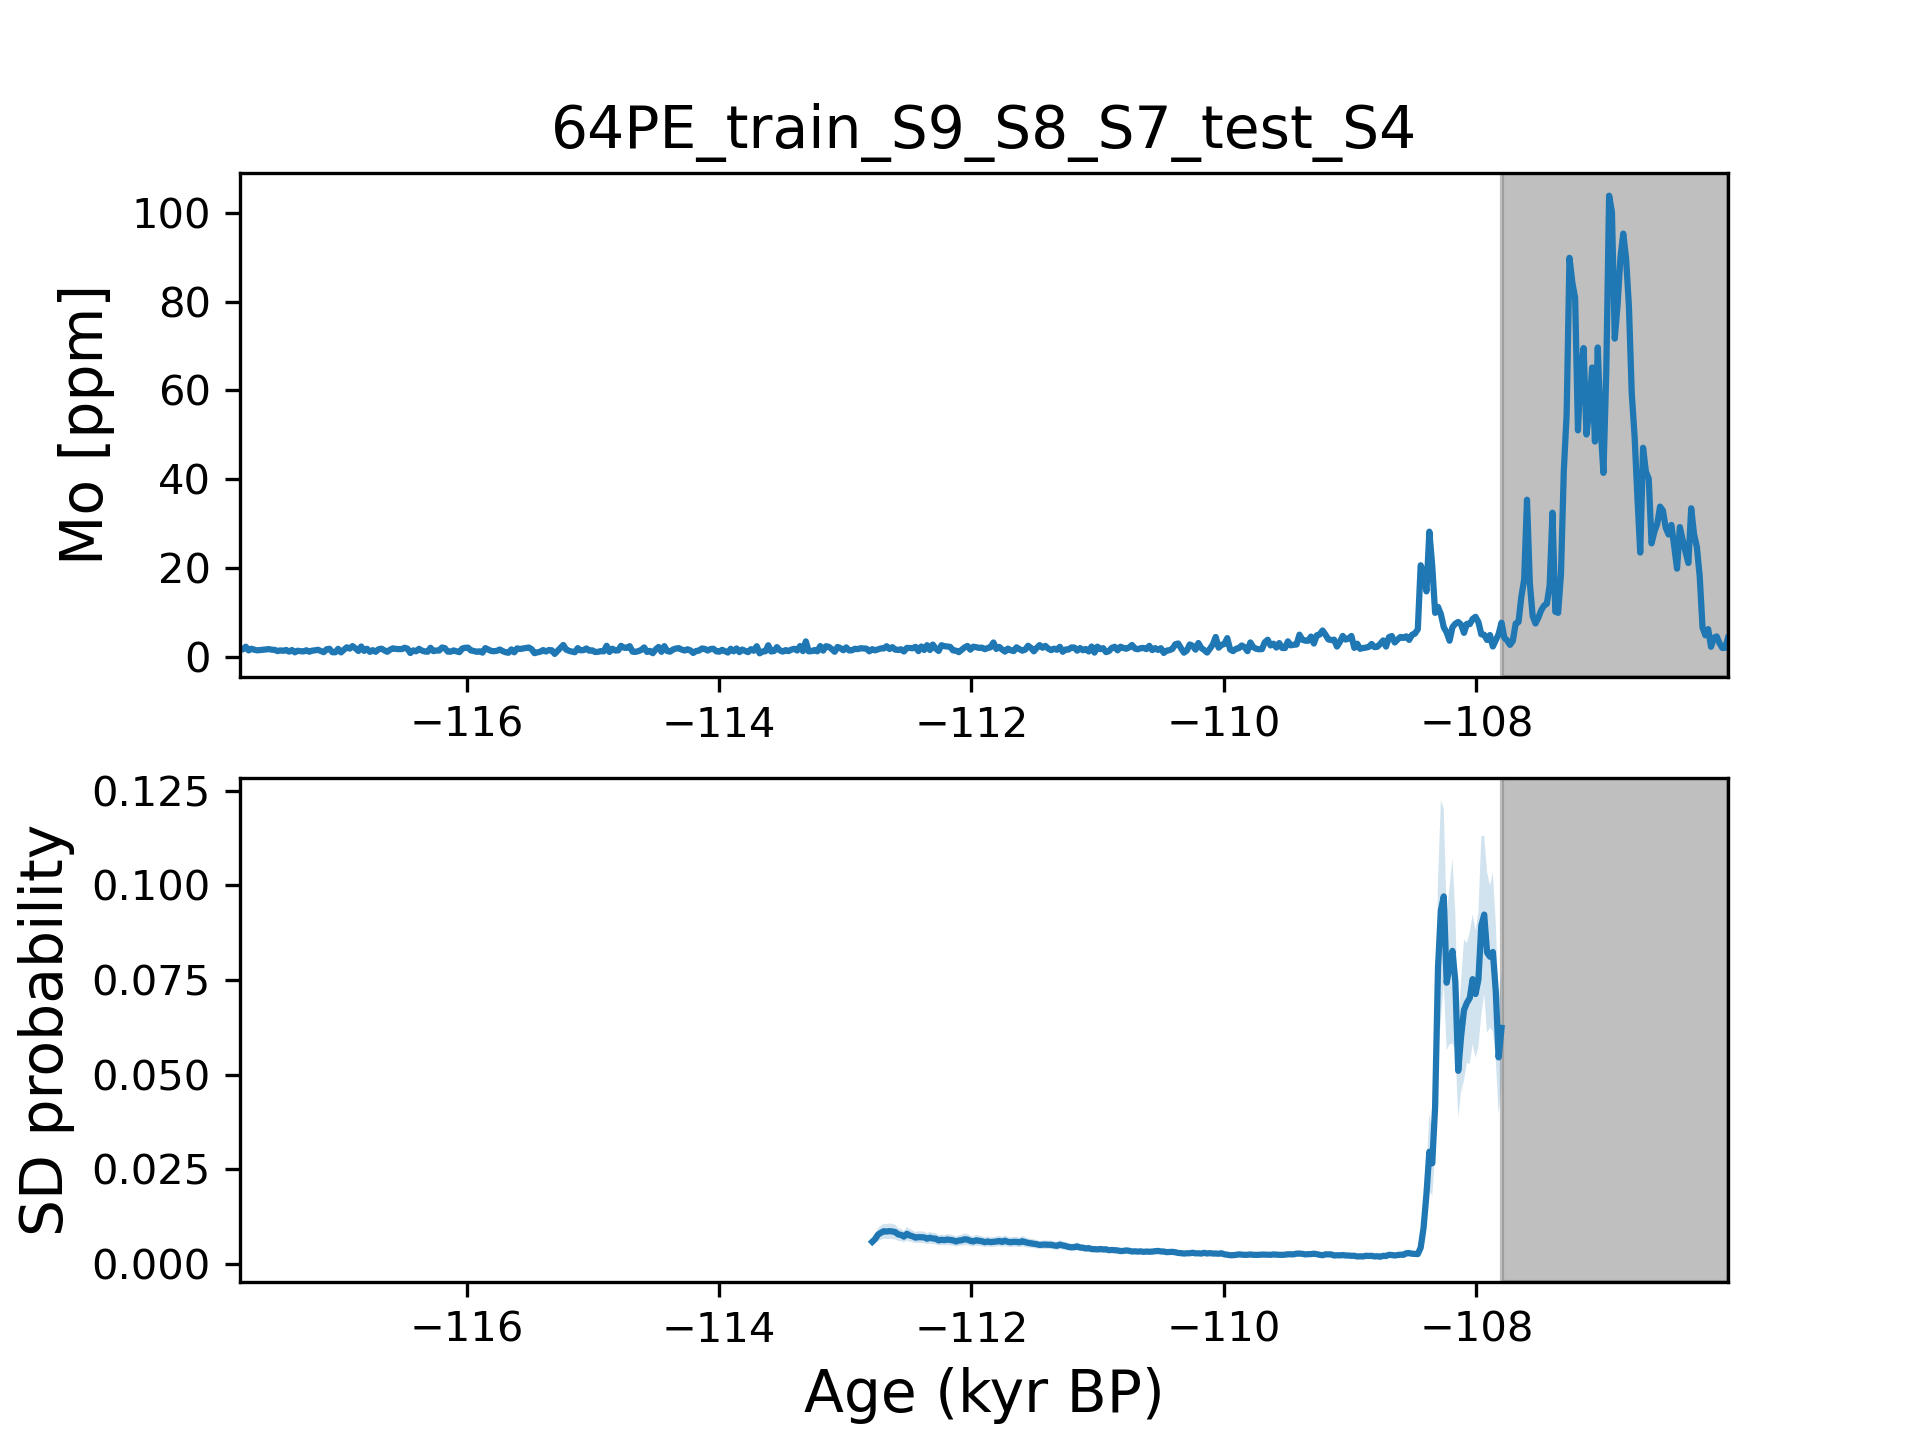 64PE_train_S9_S8_S7_test_S4
Mo [ppm]
100
80
60
40
20
0
−116 −114 −112 −110 −108
SD probability
0.125
0.100
0.075
0.050
0.025
0.000
−116 −114 −112 −110 −108
Age (kyr BP)